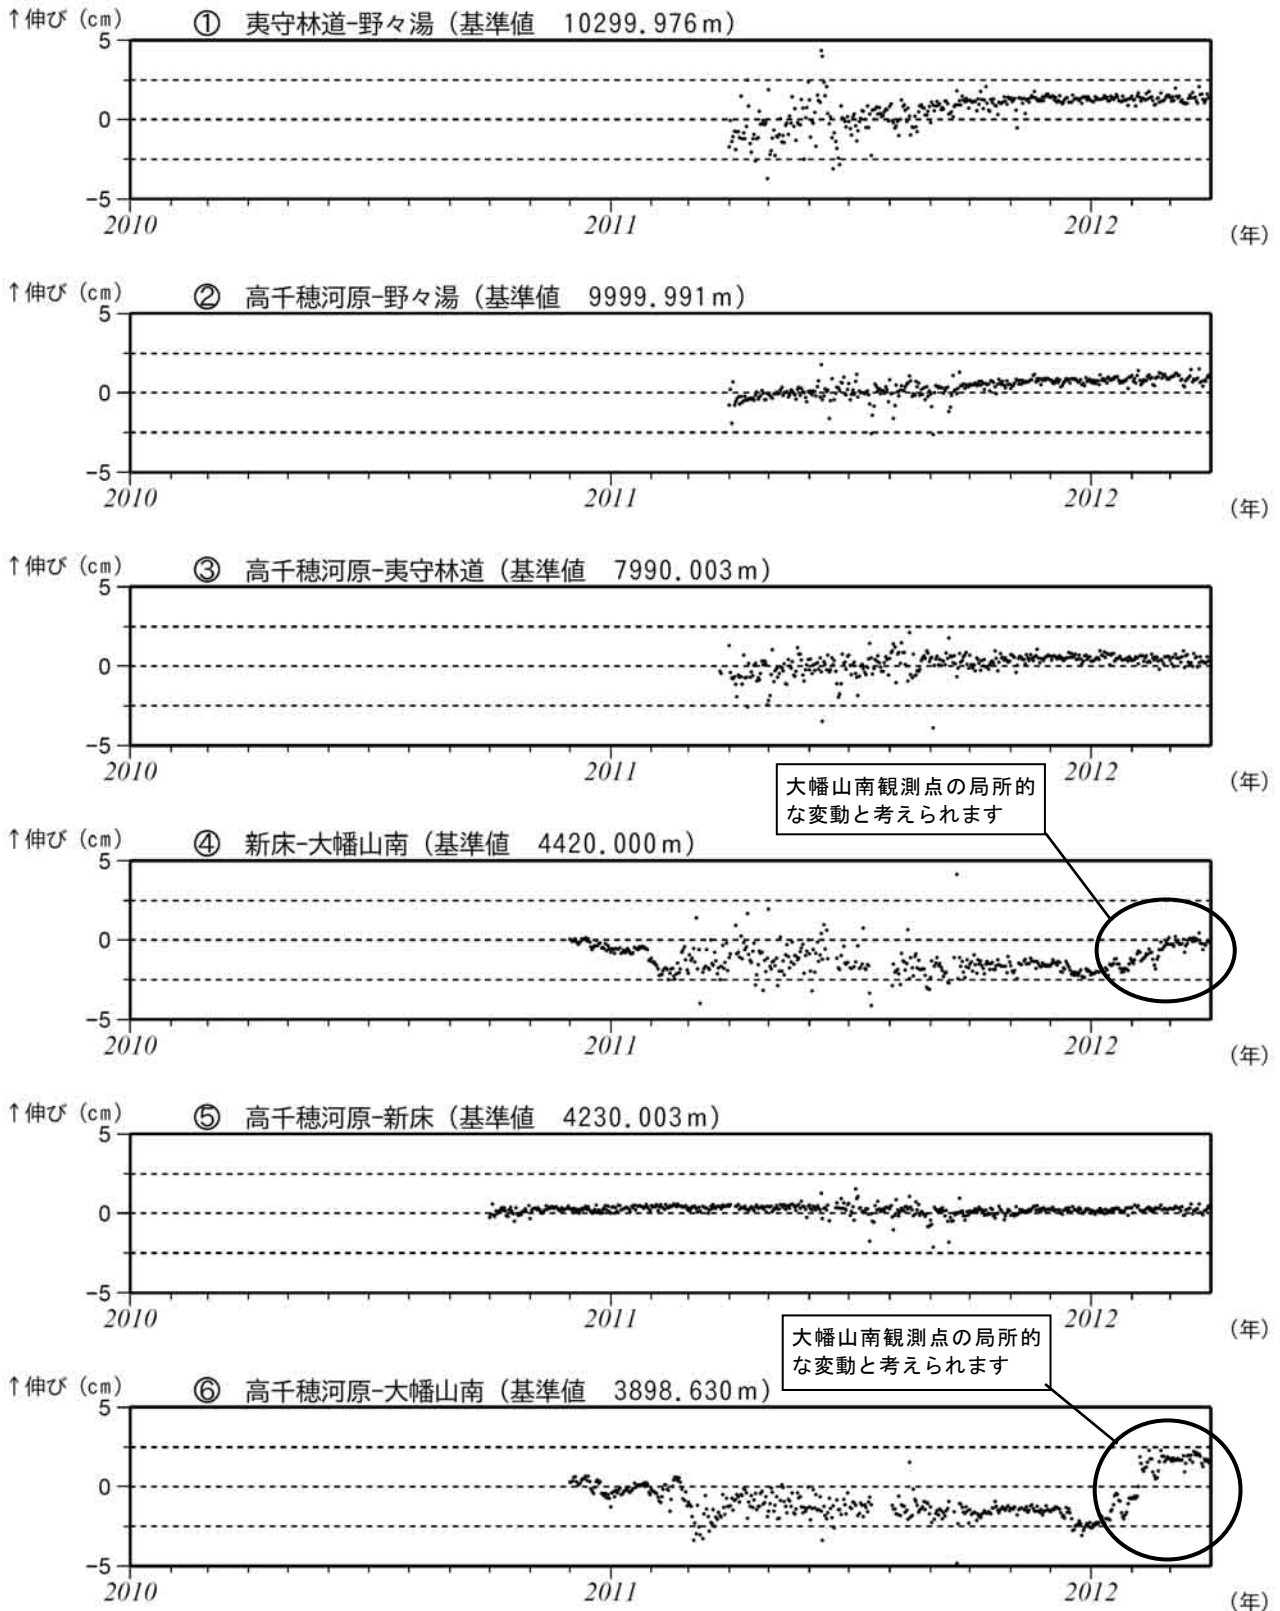 ↑伸び（cm） ① 夷守林道-野々湯（基準値　10299.976m）
5
0
-5
2010 2011 2012 （年）
↑伸び（cm） ② 高千穂河原-野々湯（基準値　9999.991m）
5
0
-5
2010 2011 2012 （年）
↑伸び（cm） ③ 高千穂河原-夷守林道（基準値　7990.003m）
5
0
-5
2010 2011 2012 （年）
大幡山南観測点の局所的
な変動と考えられます
↑伸び（cm） ④ 新床-大幡山南（基準値　4420.000m）
5
0
-5
2010 2011 2012 （年）
↑伸び（cm） ⑤ 高千穂河原-新床（基準値　4230.003m）
5
0
-5
2010 2011 2012 （年）
大幡山南観測点の局所的
な変動と考えられます
↑伸び（cm） ⑥ 高千穂河原-大幡山南（基準値　3898.630m）
5
0
-5
2010 2011 2012 （年）